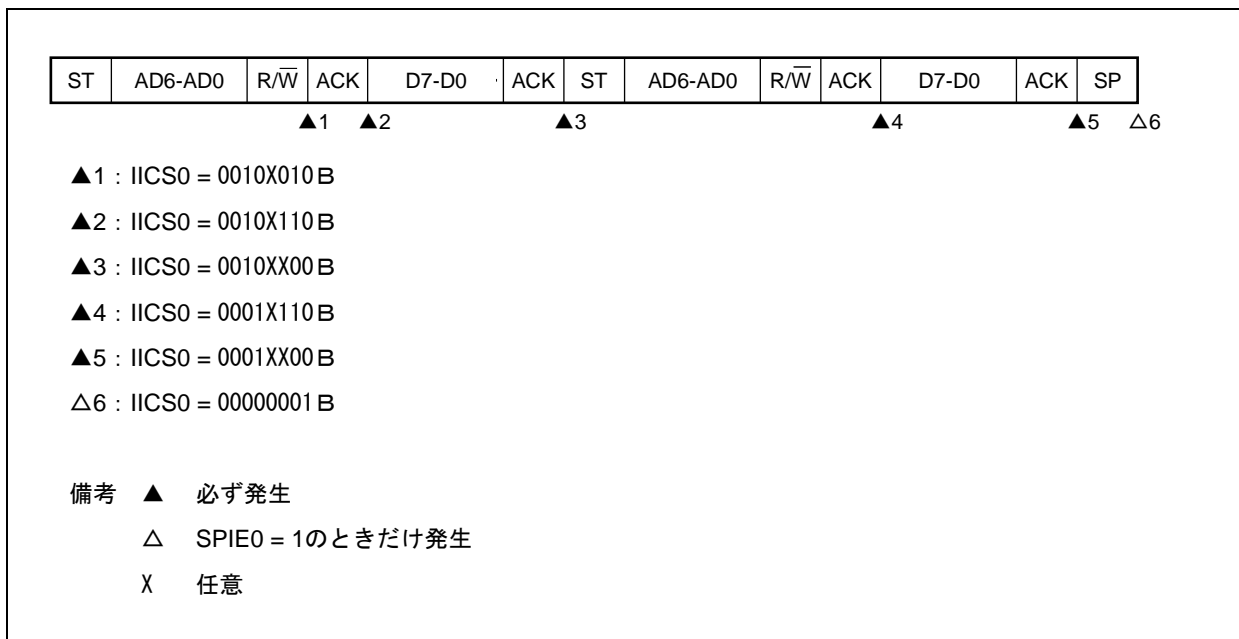 ST AD6-AD0 R/W̅ ACK D7-D0 ACK ST AD6-AD0 R/W̅ ACK D7-D0 ACK SP
▲1 ▲2 ▲3 ▲4 ▲5 △6
▲1：IICS0 = 0010X010B
▲2：IICS0 = 0010X110B
▲3：IICS0 = 0010XX00B
▲4：IICS0 = 0001X110B
▲5：IICS0 = 0001XX00B
△6：IICS0 = 00000001B
備考 ▲ 必ず発生
△ SPIE0 = 1のときだけ発生
X 任意